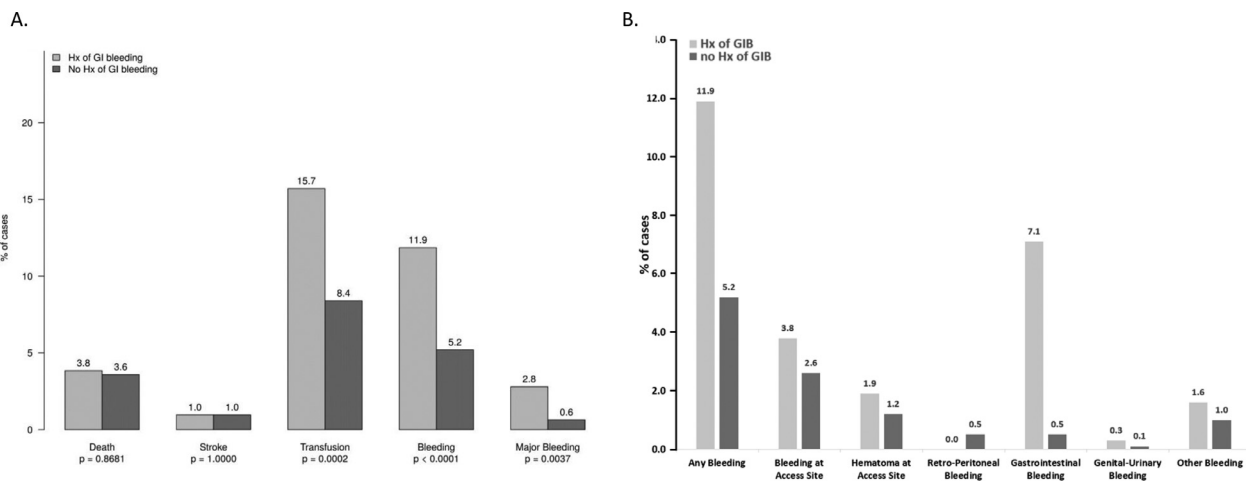 A.
Hx of GI bleeding
No Hx of GI bleeding
% of cases
20
15
10
5
0
3.8
3.6
1.0
1.0
15.7
8.4
11.9
5.2
2.8
0.6
Death
p = 0.8681
Stroke
p = 1.0000
Transfusion
p = 0.0002
Bleeding
p < 0.0001
Major Bleeding
p = 0.0037
B.
Hx of GIB
no Hx of GIB
% of cases
12.0
10.0
8.0
6.0
4.0
2.0
0.0
11.9
5.2
3.8
2.6
1.9
1.2
0.0
0.5
7.1
0.5
0.3
0.1
1.6
1.0
Any Bleeding
Bleeding at
Access Site
Hematoma at
Access Site
Retro-Peritoneal
Bleeding
Gastrointestinal
Bleeding
Genital-Urinary
Bleeding
Other Bleeding